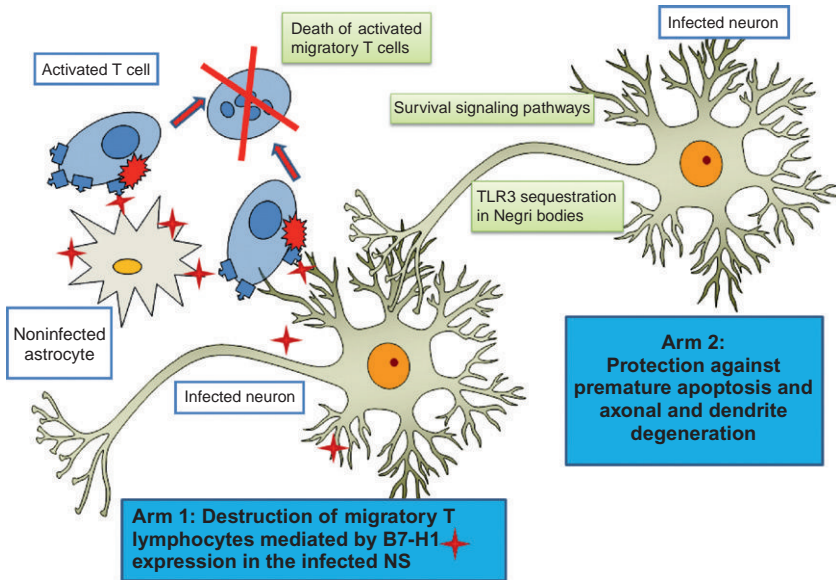 Death of activated
migratory T cells
Infected neuron
Activated T cell
Survival signaling pathways
TLR3 sequestration
in Negri bodies
Noninfected
astrocyte
Infected neuron
Arm 2:
Protection against
premature apoptosis and
axonal and dendrite
degeneration
Arm 1: Destruction of migratory T
lymphocytes mediated by B7-H1
expression in the infected NS